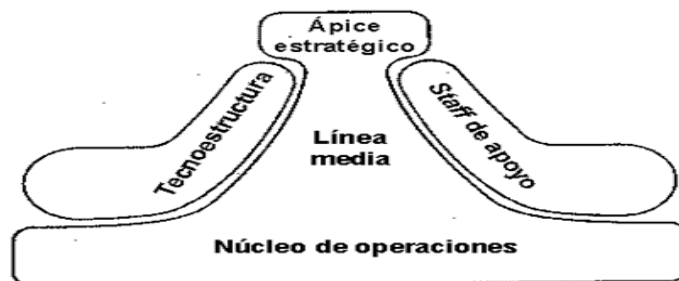 Ápice
estratégico
Tecnoestructura
Línea
media
Staff de apoyo
Núcleo de operaciones